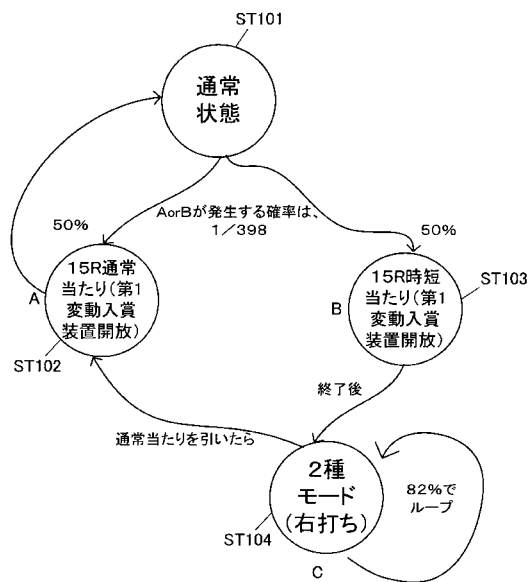 ST101
通常
状態
AorBが発生する確率は、
1/398
50%
50%
A
15R通常
当たり(第1
変動入賞
装置開放)
ST102
B
15R時短
当たり(第1
変動入賞
装置開放)
ST103
終了後
通常当たりを引いたら
2種
モード
(右打ち)
ST104
C
82%で
ループ